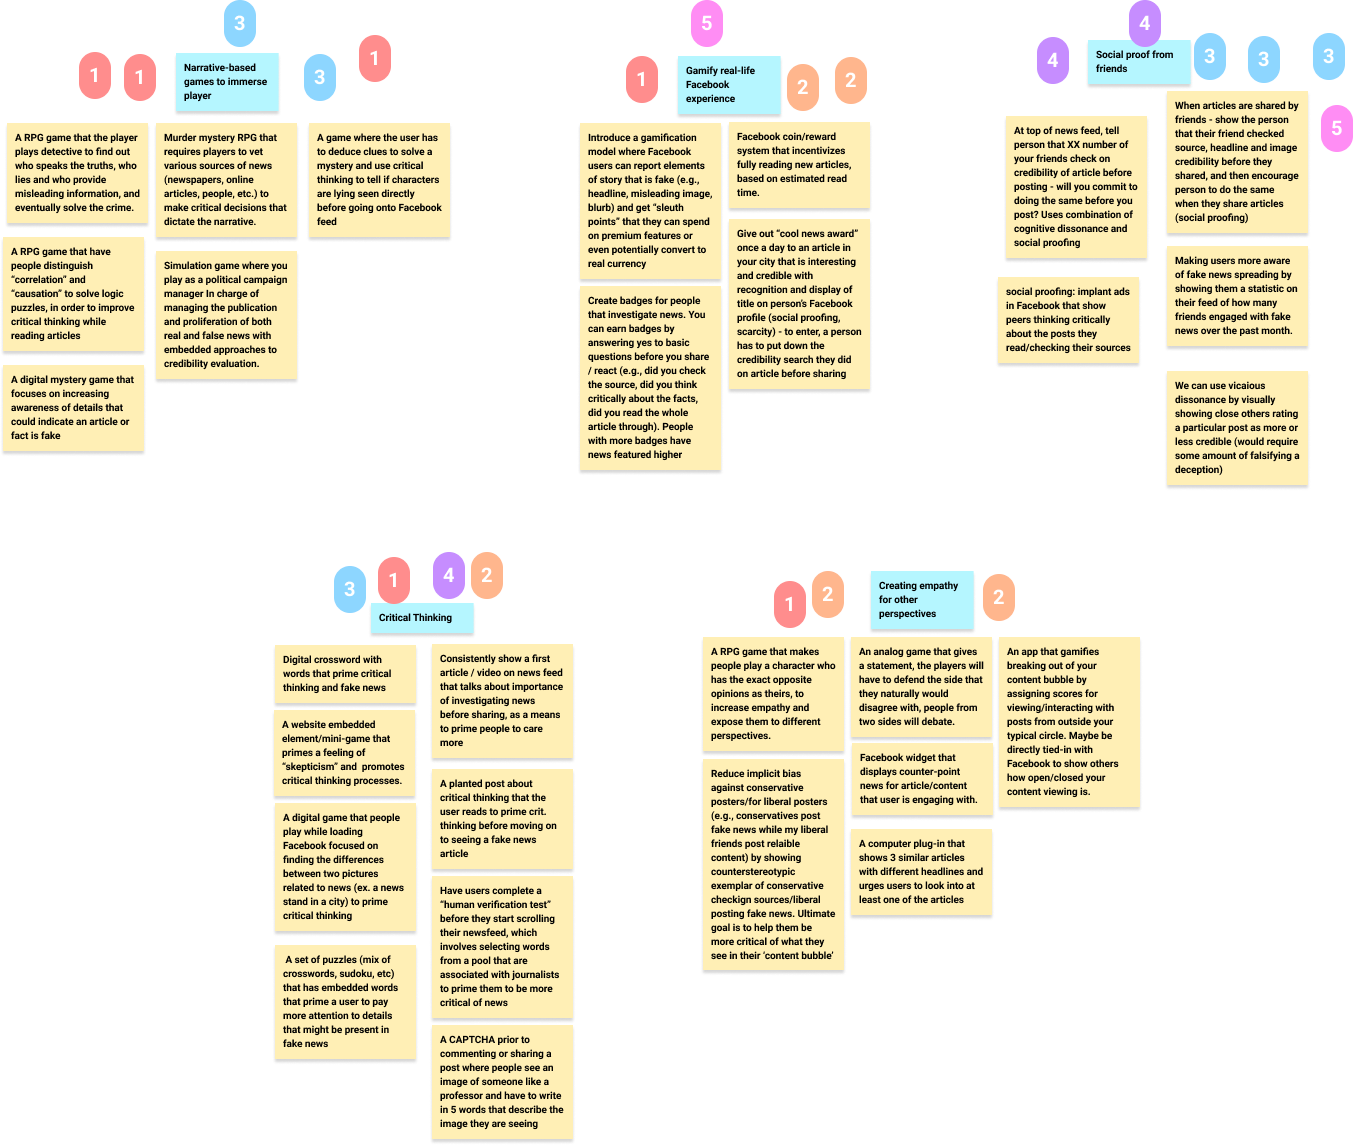 3
1
1
Narrative-based
games to immerse
player
3
1
A RPG game that the player
plays detective to find out
who speaks the truths, who
lies and who provide
misleading information, and
eventually solve the crime.
Murder mystery RPG that
requires players to vet
various sources of news
(newspapers, online
articles, people, etc.) to
make critical decisions that
dictate the narrative.
A game where the user has
to deduce clues to solve a
mystery and use critical
thinking to tell if characters
are lying seen directly
before going onto Facebook
feed
A RPG game that have
people distinguish
“correlation” and
“causation” to solve logic
puzzles, in order to improve
critical thinking while
reading articles
Simulation game where you
play as a political campaign
manager In charge of
managing the publication
and proliferation of both
real and false news with
embedded approaches to
credibility evaluation.
A digital mystery game that
focuses on increasing
awareness of details that
could indicate an article or
fact is fake
5
1
Gamify real-life
Facebook
experience
2
2
Introduce a gamification
model where Facebook
users can report elements
of story that is fake (e.g.,
headline, misleading image,
blurb) and get “sleuth
points” that they can spend
on premium features or
even potentially convert to
real currency
Facebook coin/reward
system that incentivizes
fully reading new articles,
based on estimated read
time.
Give out “cool news award”
once a day to an article in
your city that is interesting
and credible with
recognition and display of
title on person’s Facebook
profile (social proofing,
scarcity) - to enter, a person
has to put down the
credibility search they did
on article before sharing
Create badges for people
that investigate news. You
can earn badges by
answering yes to basic
questions before you share
/ react (e.g., did you check
the source, did you think
critically about the facts,
did you read the whole
article through). People
with more badges have
news featured higher
4
4
Social proof from
friends
3
3
3
5
At top of news feed, tell
person that XX number of
your friends check on
credibility of article before
posting - will you commit to
doing the same before you
post? Uses combination of
cognitive dissonance and
social proofing
When articles are shared by
friends - show the person
that their friend checked
source, headline and image
credibility before they
shared, and then encourage
person to do the same
when they share articles
(social proofing)
social proofing: implant ads
in Facebook that show
peers thinking critically
about the posts they
read/checking their sources
Making users more aware
of fake news spreading by
showing them a statistic on
their feed of how many
friends engaged with fake
news over the past month.
We can use vicaious
dissonance by visually
showing close others rating
a particular post as more or
less credible (would require
some amount of falsifying a
deception)
3
1
4
2
Critical Thinking
Digital crossword with
words that prime critical
thinking and fake news
A website embedded
element/mini-game that
primes a feeling of
“skepticism” and  promotes
critical thinking processes.
A digital game that people
play while loading
Facebook focused on
finding the differences
between two pictures
related to news (ex. a news
stand in a city) to prime
critical thinking
A set of puzzles (mix of
crosswords, sudoku, etc)
that has embedded words
that prime a user to pay
more attention to details
that might be present in
fake news
Consistently show a first
article / video on news feed
that talks about importance
of investigating news
before sharing, as a means
to prime people to care
more
A planted post about
critical thinking that the
user reads to prime crit.
thinking before moving on
to seeing a fake news
article
Have users complete a
“human verification test”
before they start scrolling
their newsfeed, which
involves selecting words
from a pool that are
associated with journalists
to prime them to be more
critical of news
A CAPTCHA prior to
commenting or sharing a
post where people see an
image of someone like a
professor and have to write
in 5 words that describe the
image they are seeing
1
2
Creating empathy
for other
perspectives
2
A RPG game that makes
people play a character who
has the exact opposite
opinions as theirs, to
increase empathy and
expose them to different
perspectives.
Reduce implicit bias
against conservative
posters/for liberal posters
(e.g., conservatives post
fake news while my liberal
friends post relaible
content) by showing
counterstereotypic
exemplar of conservative
checkign sources/liberal
posting fake news. Ultimate
goal is to help them be
more critical of what they
see in their ‘content bubble’
An analog game that gives
a statement, the players will
have to defend the side that
they naturally would
disagree with, people from
two sides will debate.
Facebook widget that
displays counter-point
news for article/content
that user is engaging with.
A computer plug-in that
shows 3 similar articles
with different headlines and
urges users to look into at
least one of the articles
An app that gamifies
breaking out of your
content bubble by
assigning scores for
viewing/interacting with
posts from outside your
typical circle. Maybe be
directly tied-in with
Facebook to show others
how open/closed your
content viewing is.